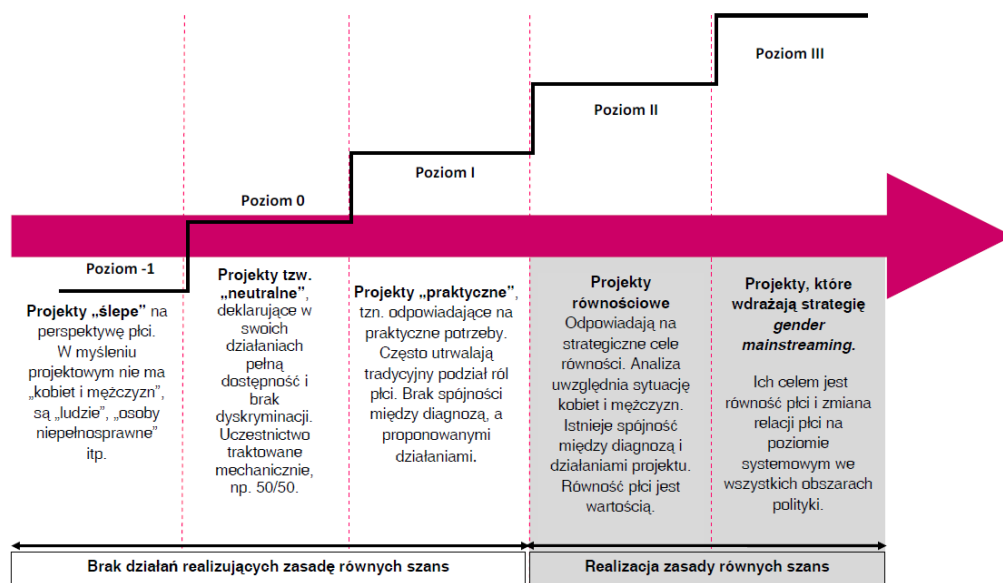 Poziom III
Poziom II
Poziom I
Poziom 0
Poziom -1
Projekty „ślepe” na
perspektywę płci.
W myśleniu
projektowym nie ma
„kobiet i mężczyzn”,
są „ludzie”, „osoby
niepełnosprawne”
itp.
Projekty tzw.
„neutralne”,
deklarujące w
swoich
działaniach
pełną
dostępność i
brak
dyskryminacji.
Uczestnictwo
traktowane
mechanicznie,
np. 50/50.
Projekty „praktyczne”,
tzn. odpowiadające na
praktyczne potrzeby.
Często utrwalają
tradycyjny podział ról
płci. Brak spójności
między diagnozą, a
proponowanymi
działaniami.
Projekty
równościowe
Odpowiadają na
strategiczne cele
równości. Analiza
uwzględnia sytuację
kobiet i mężczyzn.
Istnieje spójność
między diagnozą i
działaniami projektu.
Równość płci jest
wartością.
Projekty, które
wdrażają strategię
gender
mainstreaming.
Ich celem jest
równość płci i zmiana
relacji płci na
poziomie
systemowym we
wszystkich obszarach
polityki.
Brak działań realizujących zasadę równych szans
Realizacja zasady równych szans